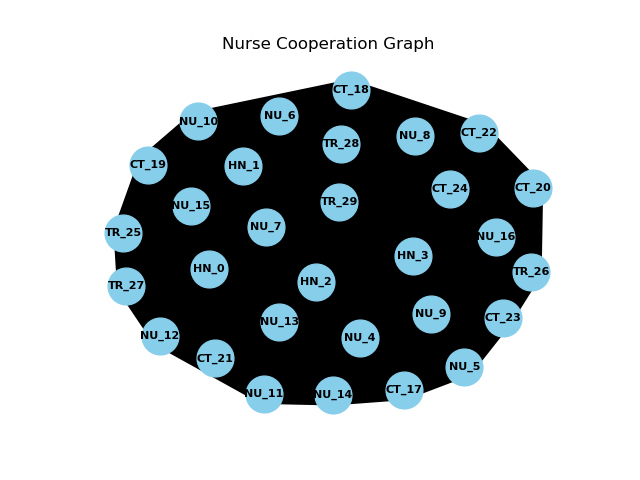 Nurse Cooperation Graph
CT_18
NU_6
NU_10
CT_22
NU_8
TR_28
CT_19
HN_1
CT_20
CT_24
TR_29
NU_15
NU_7
TR_25
NU_16
HN_3
HN_0
TR_26
HN_2
TR_27
NU_9
CT_23
NU_13
NU_12
NU_4
CT_21
NU_5
CT_17
NU_11
NU_14